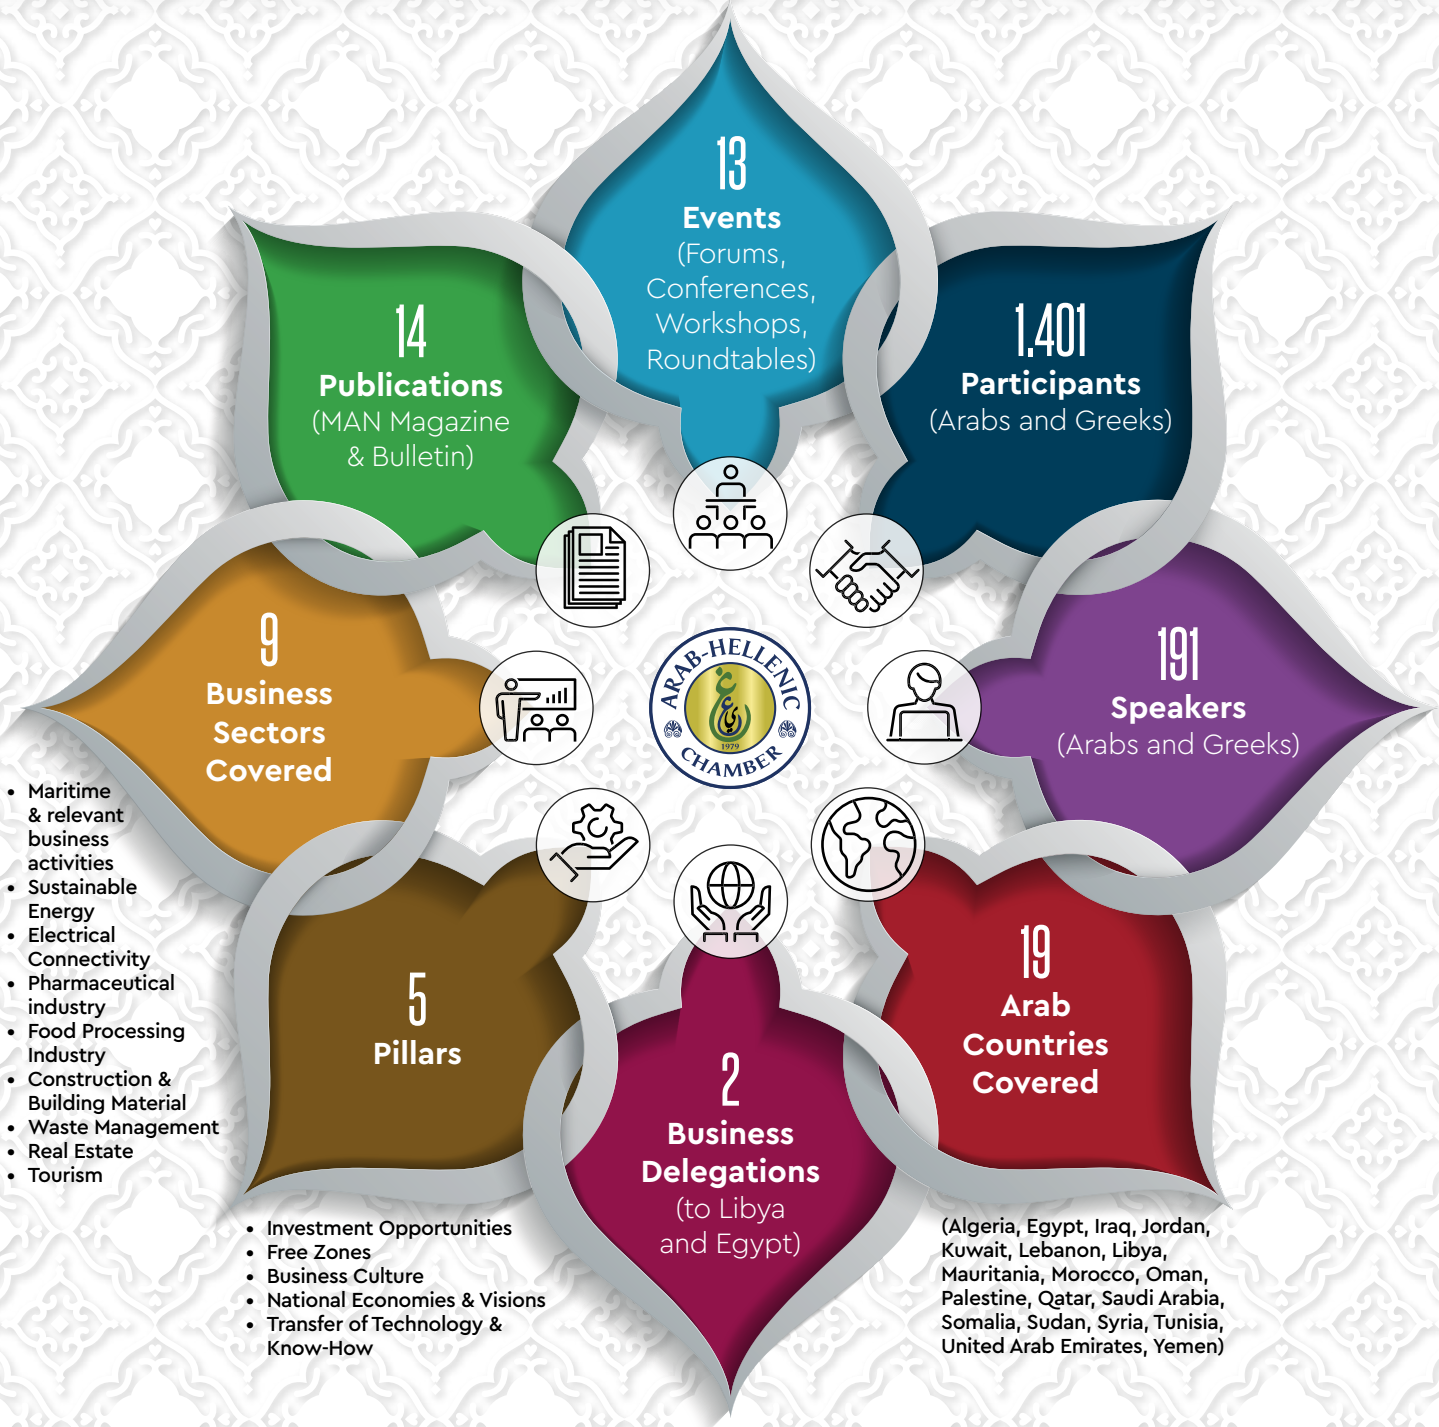 13
Events
(Forums,
Conferences,
Workshops,
Roundtables)
14
Publications
(MAN Magazine
& Bulletin)
1.401
Participants
(Arabs and Greeks)
9
Business
Sectors
Covered
• Maritime
& relevant
business
activities
• Sustainable
Energy
• Electrical
Connectivity
• Pharmaceutical
industry
• Food Processing
Industry
• Construction &
Building Material
• Waste Management
• Real Estate
• Tourism
ARAB-HELLENIC
1979
CHAMBER
191
Speakers
(Arabs and Greeks)
5
Pillars
• Investment Opportunities
• Free Zones
• Business Culture
• National Economies & Visions
• Transfer of Technology &
Know-How
2
Business
Delegations
(to Libya
and Egypt)
19
Arab
Countries
Covered
(Algeria, Egypt, Iraq, Jordan,
Kuwait, Lebanon, Libya,
Mauritania, Morocco, Oman,
Palestine, Qatar, Saudi Arabia,
Somalia, Sudan, Syria, Tunisia,
United Arab Emirates, Yemen)